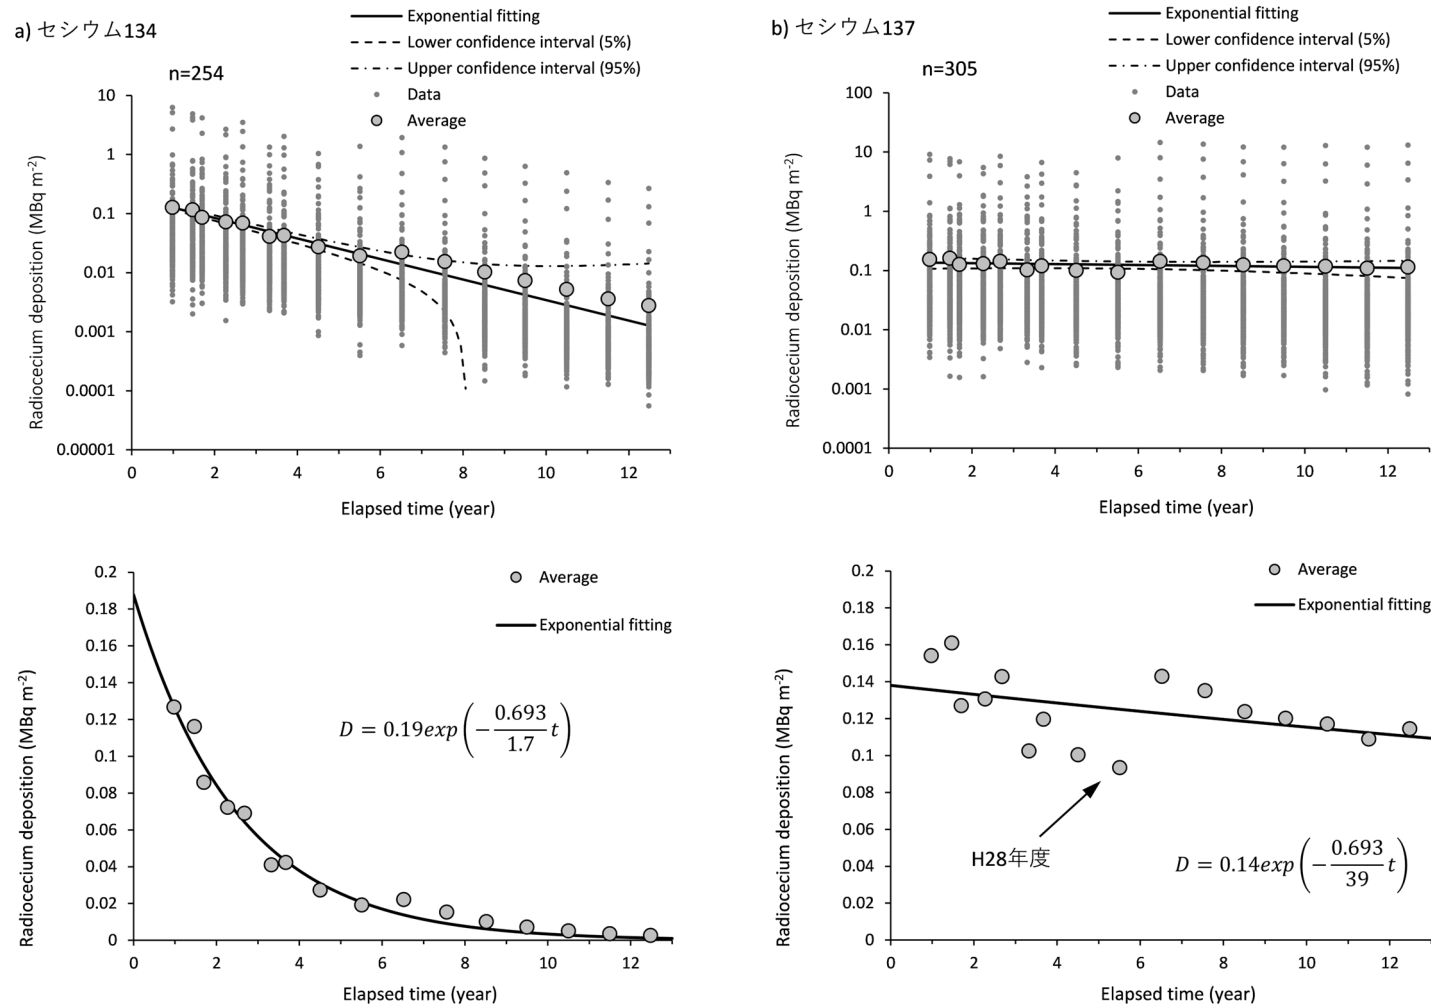 a) セシウム134
n=254
Exponential fitting
Lower confidence interval (5%)
Upper confidence interval (95%)
Data
Average
Radiocecium deposition (MBq m-2)
10
1
0.1
0.01
0.001
0.0001
0.00001
0 2 4 6 8 10 12
Elapsed time (year)
b) セシウム137
n=305
Exponential fitting
Lower confidence interval (5%)
Upper confidence interval (95%)
Data
Average
Radiocecium deposition (MBq m-2)
100
10
1
0.1
0.01
0.001
0.0001
0 2 4 6 8 10 12
Elapsed time (year)
Average
Exponential fitting
D = 0.19exp(-0.693/1.7 t)
Radiocecium deposition (MBq m-2)
0.2
0.18
0.16
0.14
0.12
0.1
0.08
0.06
0.04
0.02
0
0 2 4 6 8 10 12
Elapsed time (year)
Average
Exponential fitting
H28年度
D = 0.14exp(-0.693/39 t)
Radiocecium deposition (MBq m-2)
0.2
0.18
0.16
0.14
0.12
0.1
0.08
0.06
0.04
0.02
0
0 2 4 6 8 10 12
Elapsed time (year)